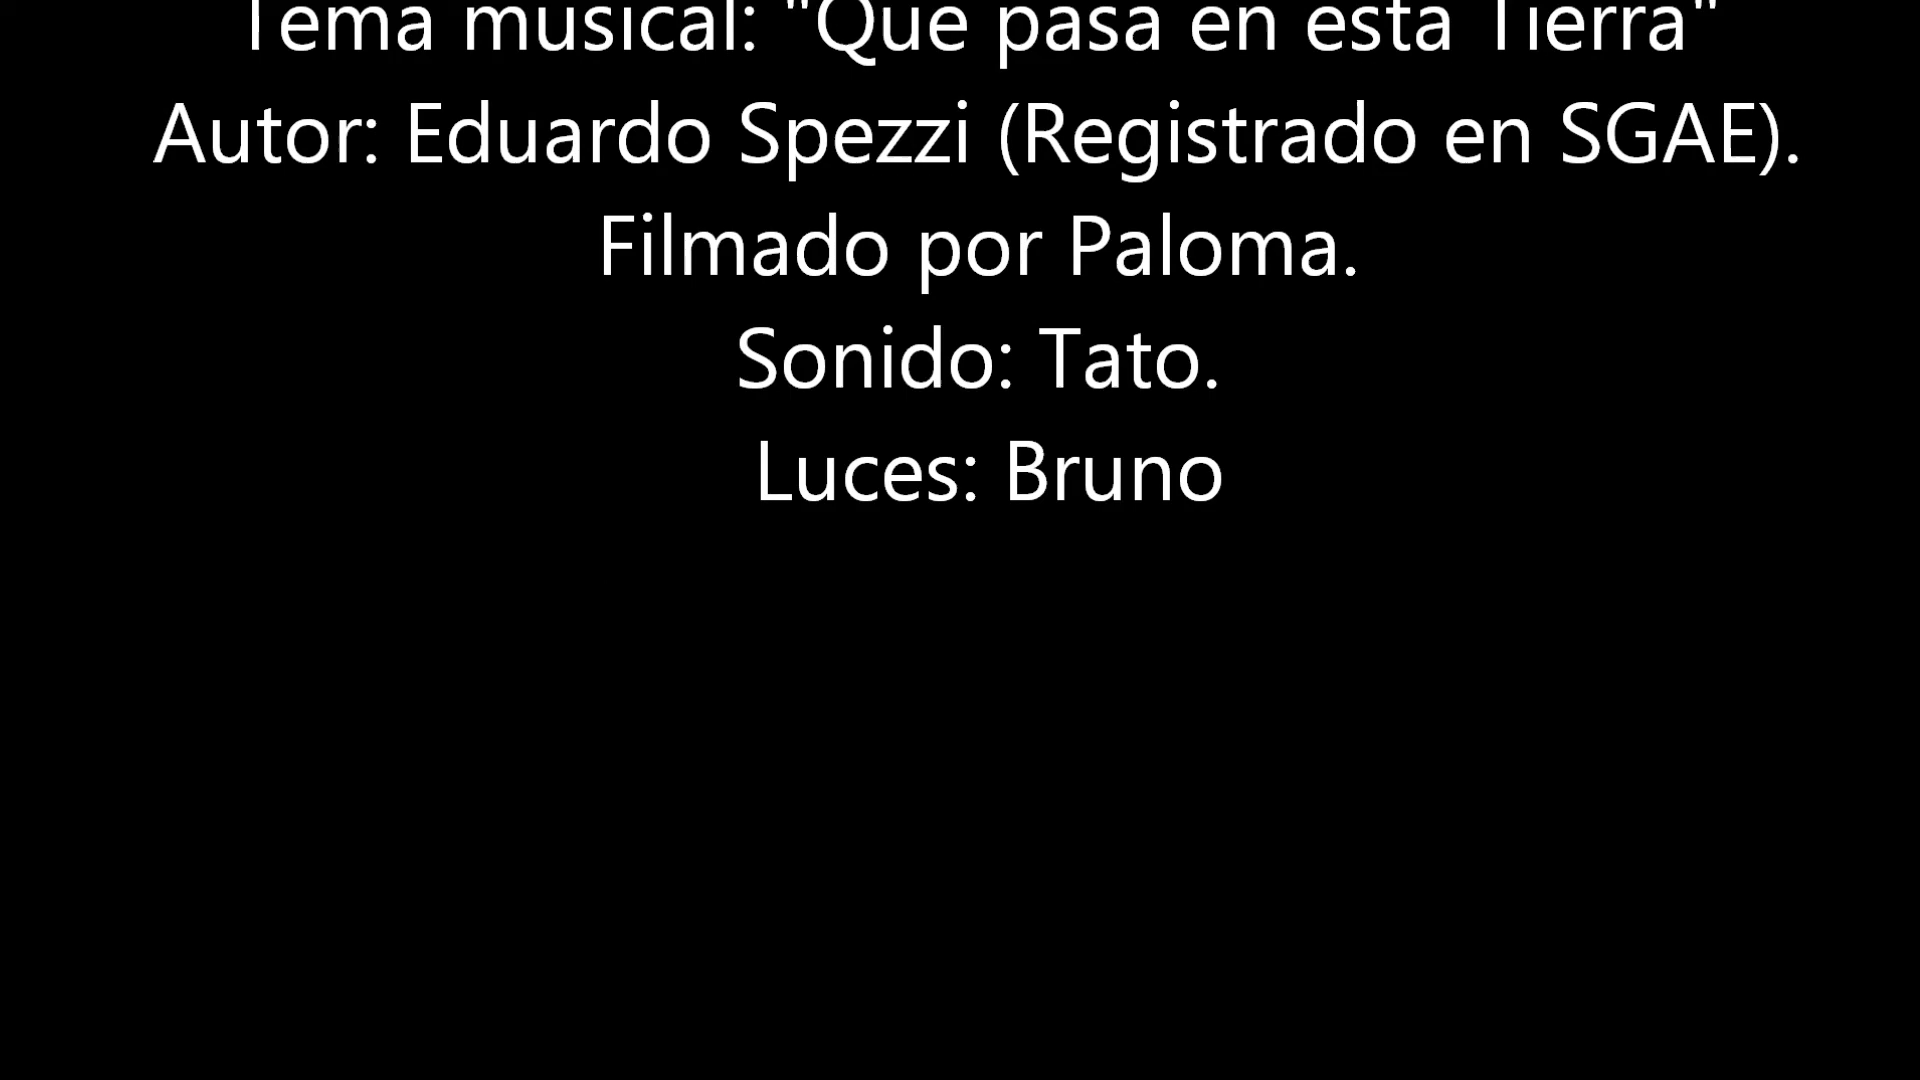 Tema musical: "Que pasa en esta Tierra"
Autor: Eduardo Spezzi (Registrado en SGAE).
Filmado por Paloma.
Sonido: Tato.
Luces: Bruno